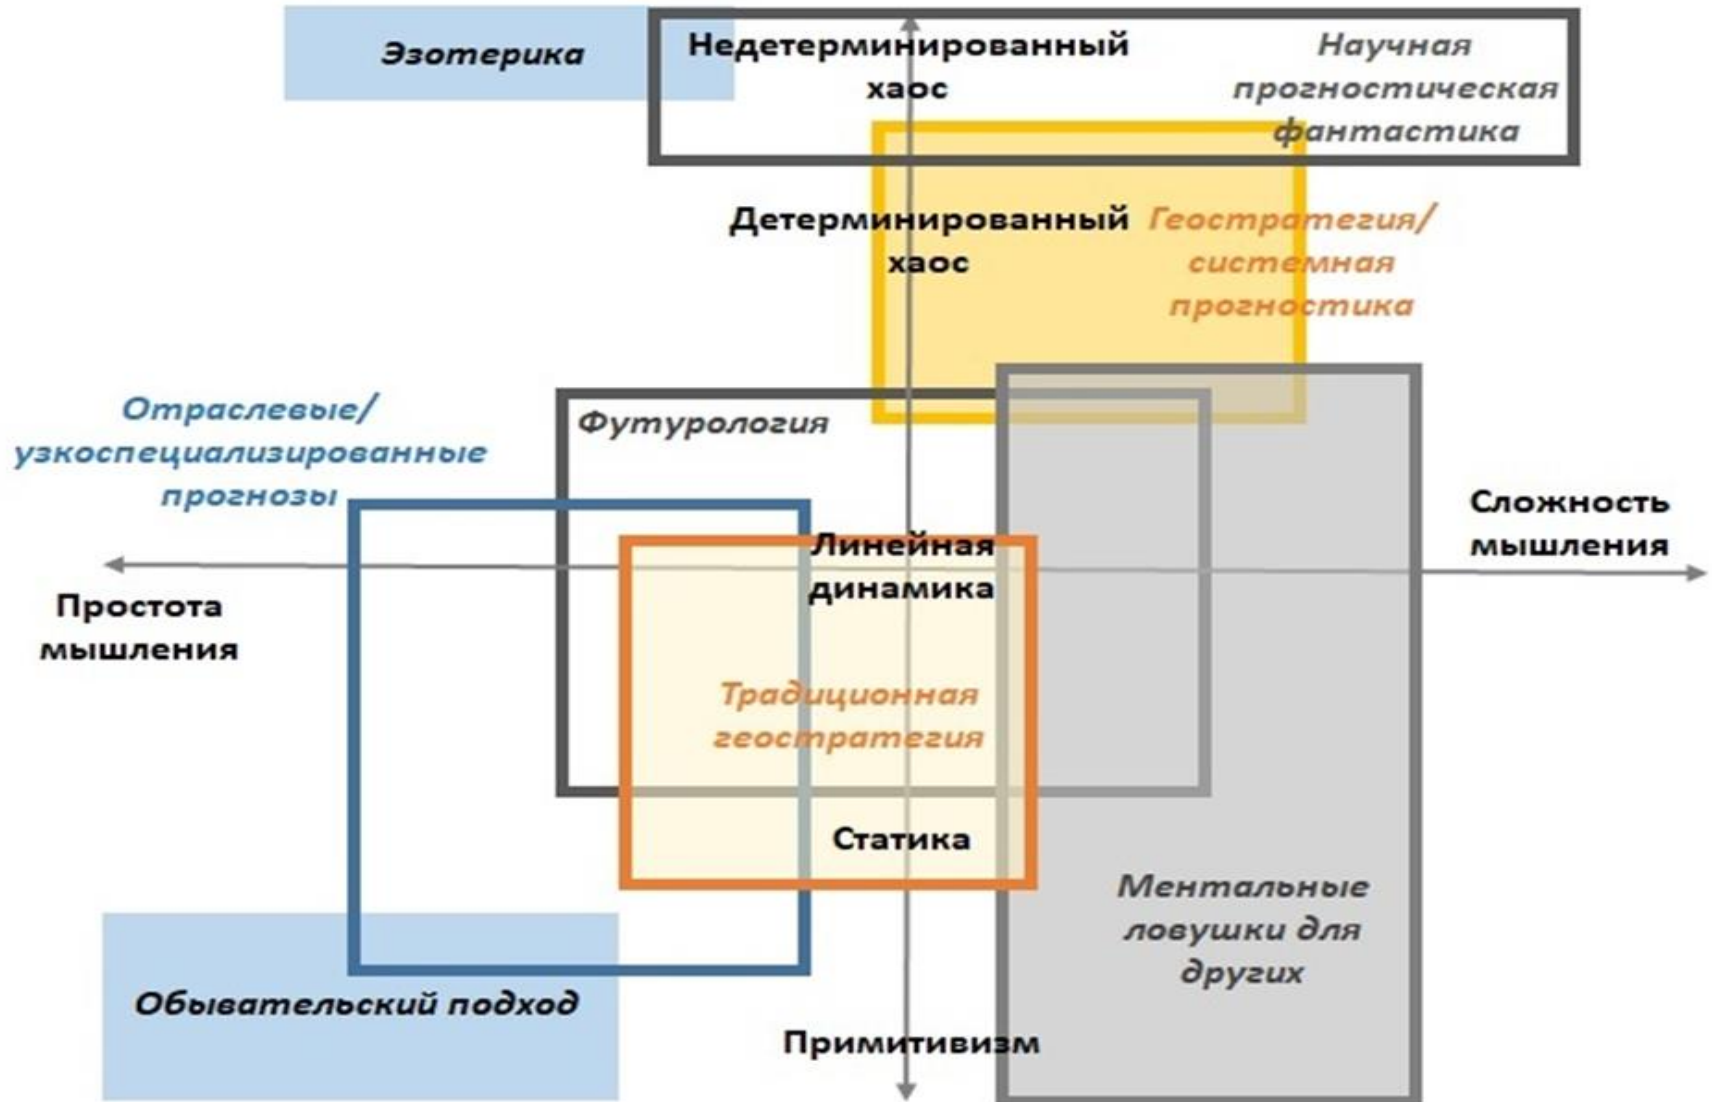 Эзотерика
Недетерминированный
хаос
Научная
прогностическая
фантастика
Детерминированный
хаос
Геостратегия/
системная
прогностика
Отраслевые/
узкоспециализированные
прогнозы
Футурология
Сложность
мышления
Линейная
динамика
Простота
мышления
Традиционная
геостратегия
Статика
Ментальные
ловушки для
других
Обывательский подход
Примитивизм